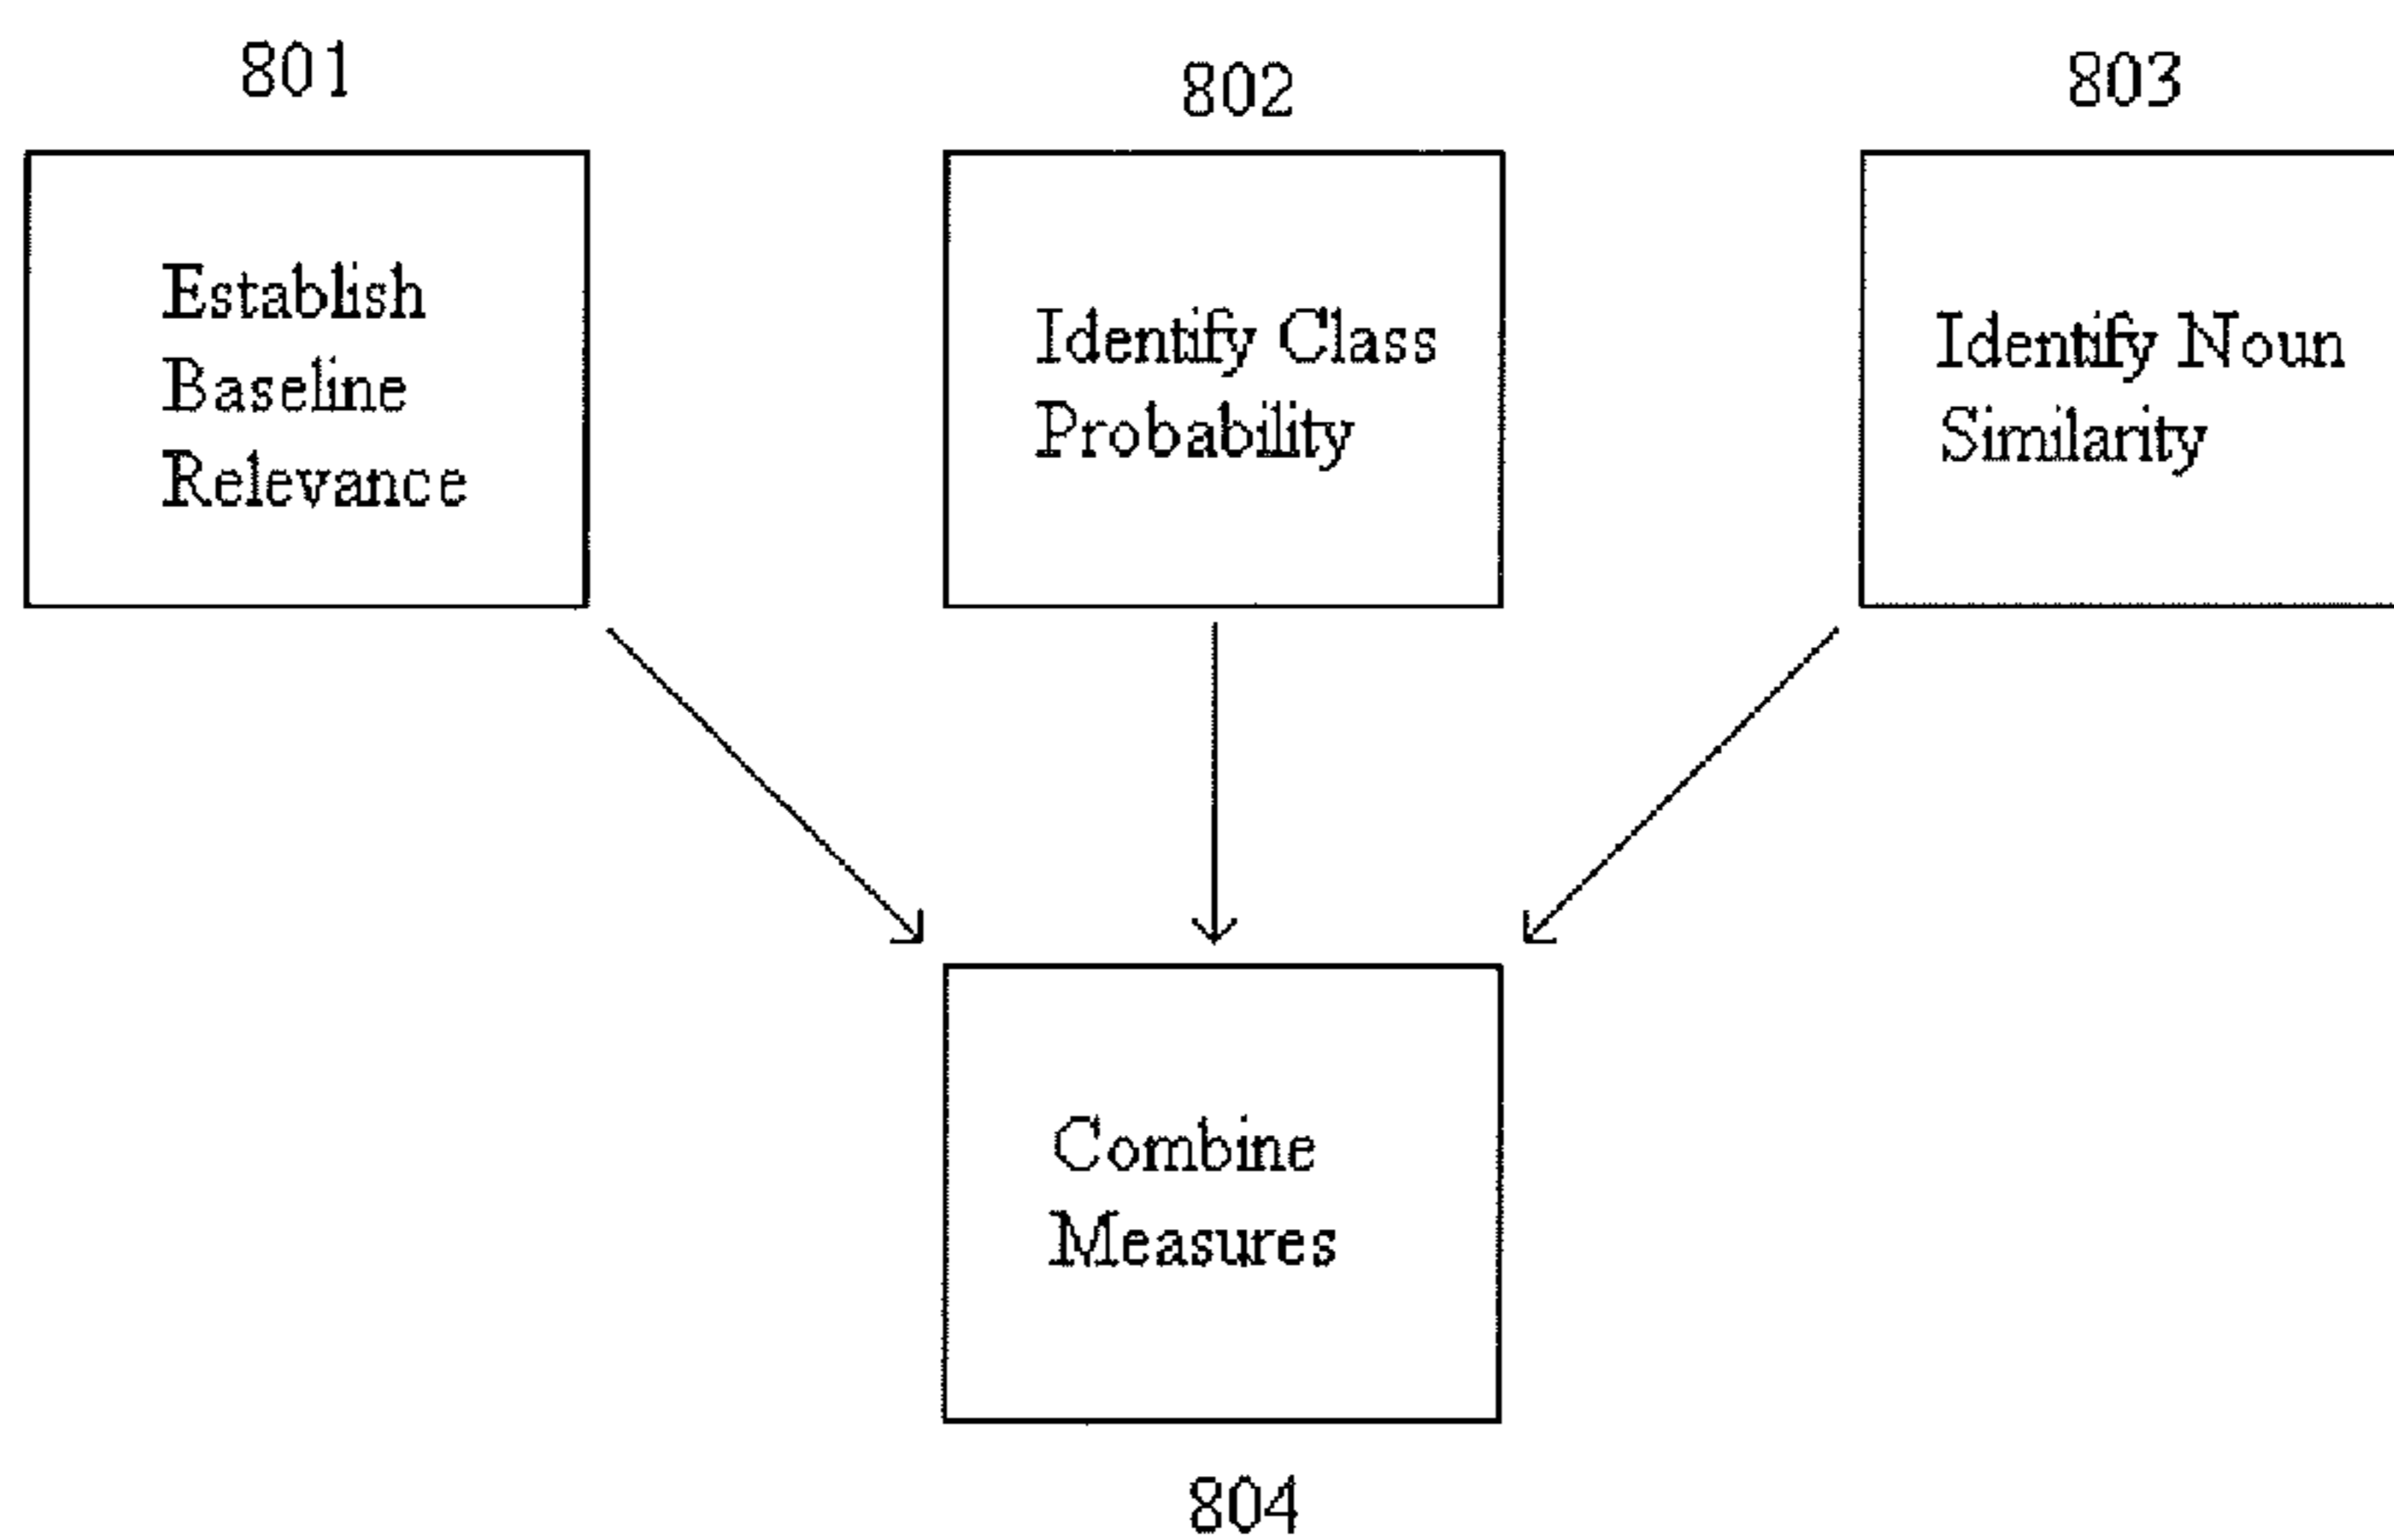 801
Establish
Baseline
Relevance
802
Identify Class
Probability
803
Identify Noun
Similarity
Combine
Measures
804